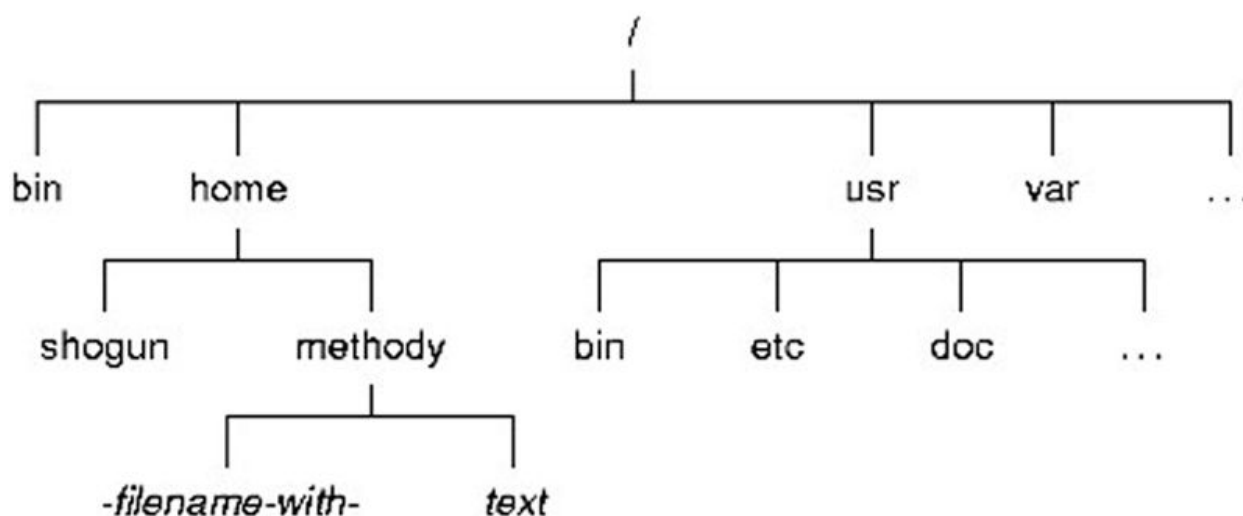 /
bin home usr var ...
shogun methody bin etc doc ...
-filename-with- text